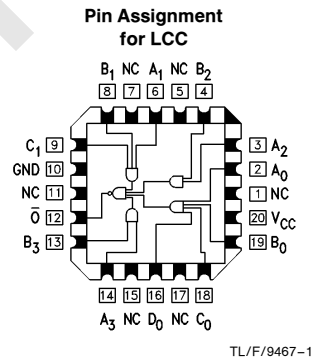 Pin Assignment
for LCC
B1 NC A1 NC B2
8 7 6 5 4
C1 9
GND 10
NC 11
O̅ 12
B3 13
3 A2
2 A0
1 NC
20 VCC
19 B0
14 15 16 17 18
A3 NC D0 NC C0
TL/F/9467–1